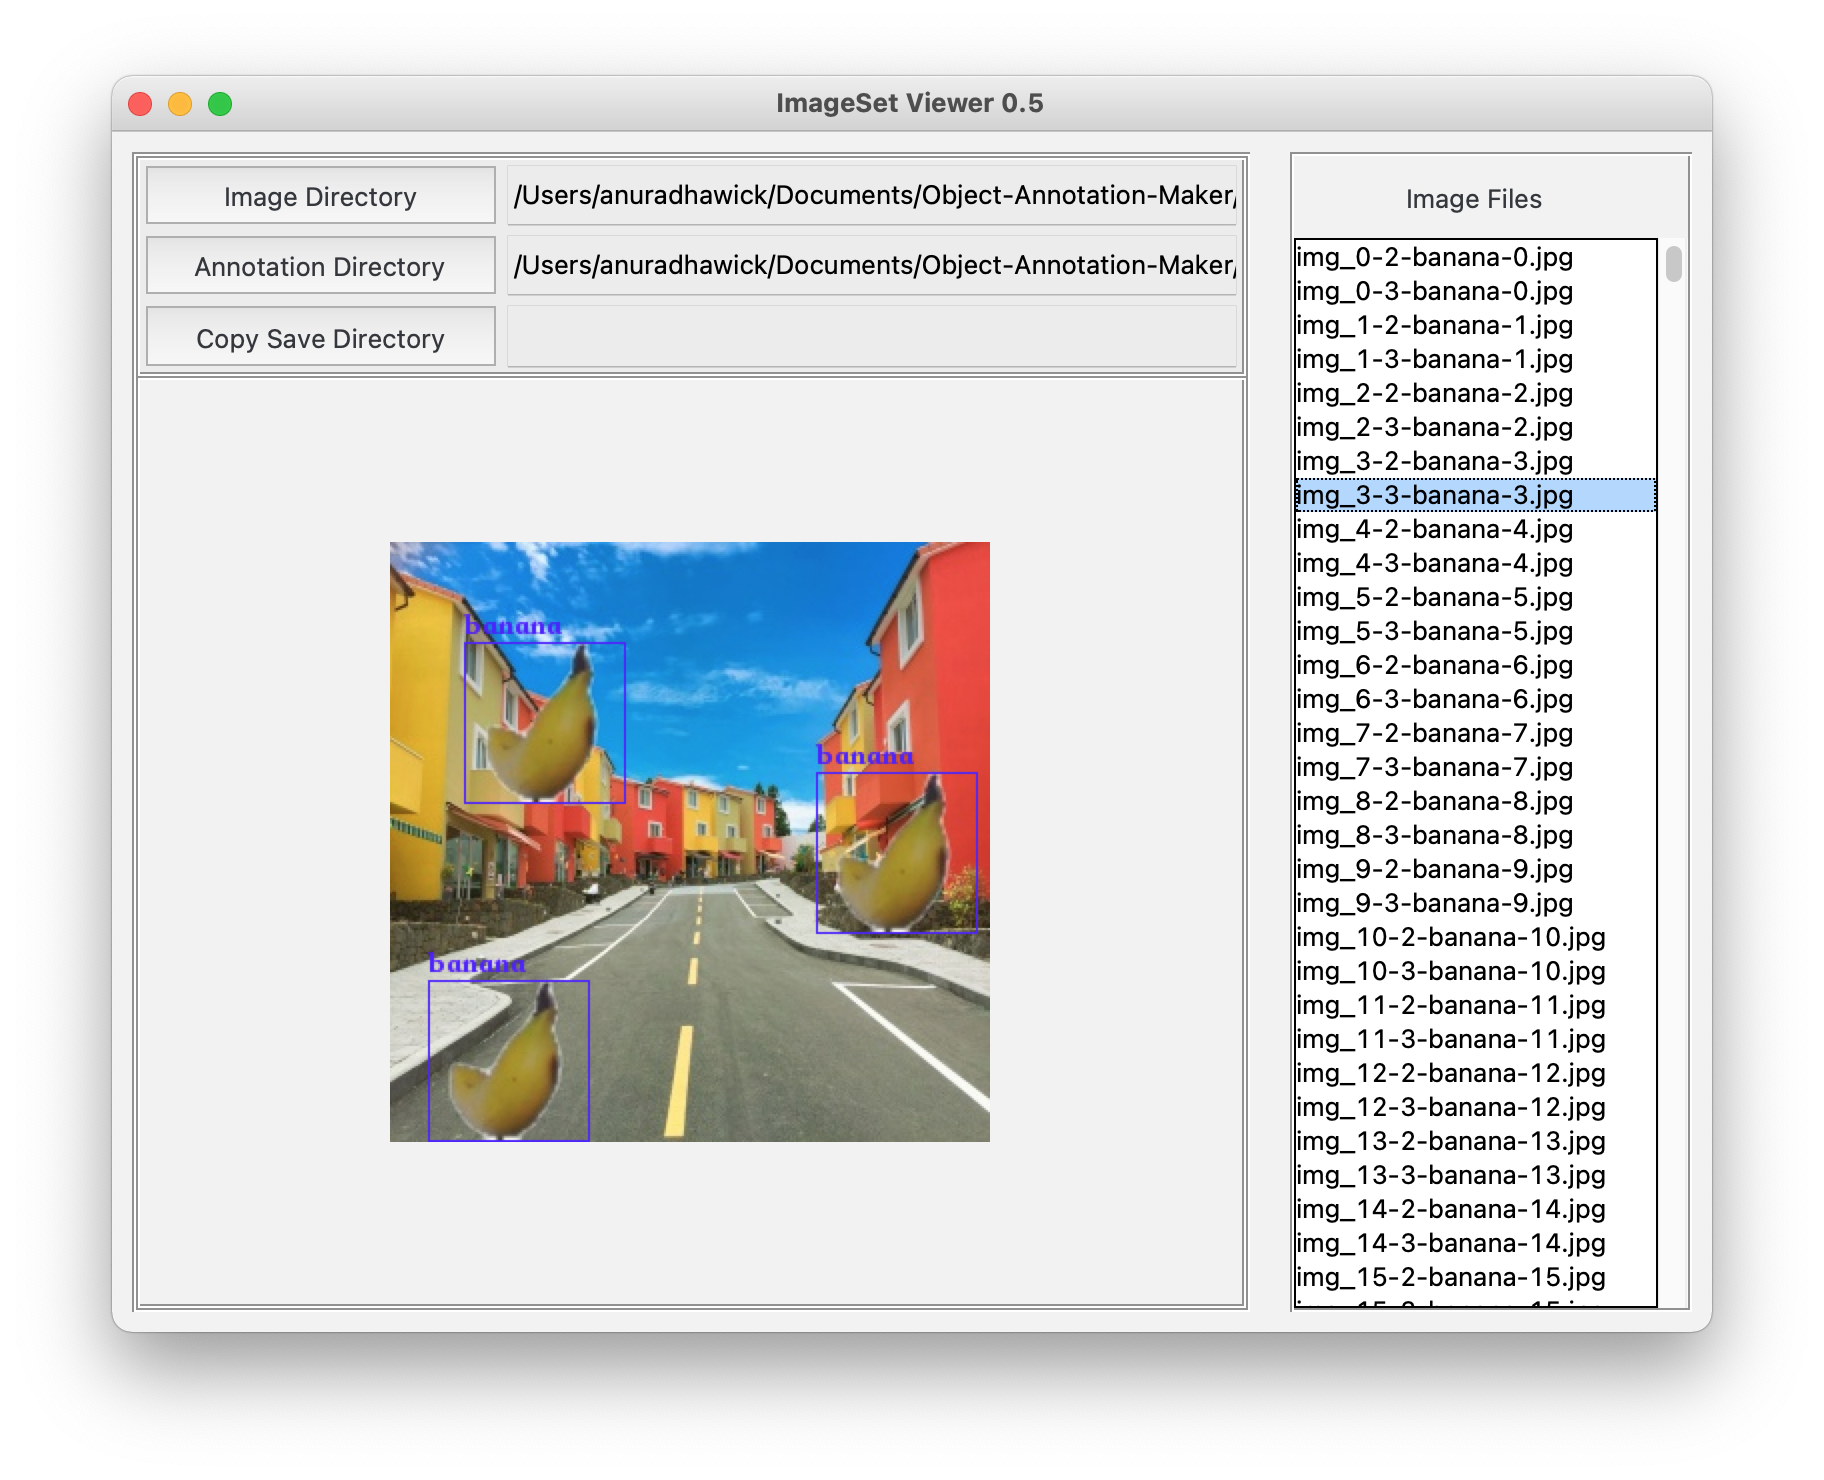 ImageSet Viewer 0.5
Image Directory
/Users/anuradhawick/Documents/Object-Annotation-Maker/
Annotation Directory
/Users/anuradhawick/Documents/Object-Annotation-Maker/
Copy Save Directory
banana
banana
banana
Image Files
img_0-2-banana-0.jpg
img_0-3-banana-0.jpg
img_1-2-banana-1.jpg
img_1-3-banana-1.jpg
img_2-2-banana-2.jpg
img_2-3-banana-2.jpg
img_3-2-banana-3.jpg
img_3-3-banana-3.jpg
img_4-2-banana-4.jpg
img_4-3-banana-4.jpg
img_5-2-banana-5.jpg
img_5-3-banana-5.jpg
img_6-2-banana-6.jpg
img_6-3-banana-6.jpg
img_7-2-banana-7.jpg
img_7-3-banana-7.jpg
img_8-2-banana-8.jpg
img_8-3-banana-8.jpg
img_9-2-banana-9.jpg
img_9-3-banana-9.jpg
img_10-2-banana-10.jpg
img_10-3-banana-10.jpg
img_11-2-banana-11.jpg
img_11-3-banana-11.jpg
img_12-2-banana-12.jpg
img_12-3-banana-12.jpg
img_13-2-banana-13.jpg
img_13-3-banana-13.jpg
img_14-2-banana-14.jpg
img_14-3-banana-14.jpg
img_15-2-banana-15.jpg